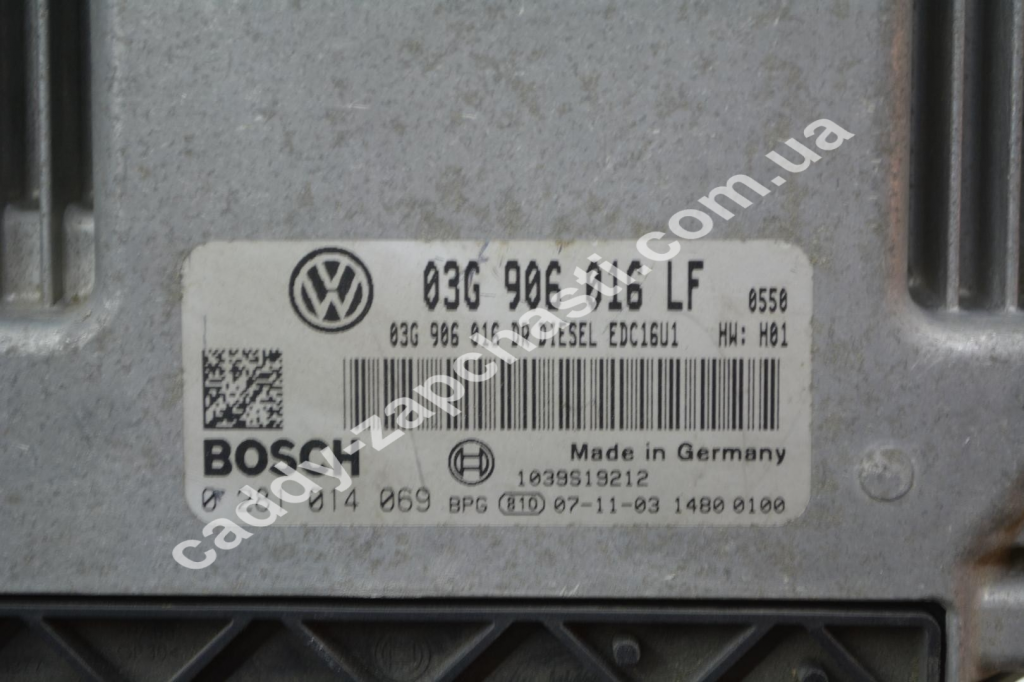 03G 906 016 LF 0550
03G 906 016 DIESEL EDC16U1 HW: H01
BOSCH Made in Germany
1039S19212
014 069 BPG 810 07-11-03 1480 0100
caddy-zapchasti.com.ua